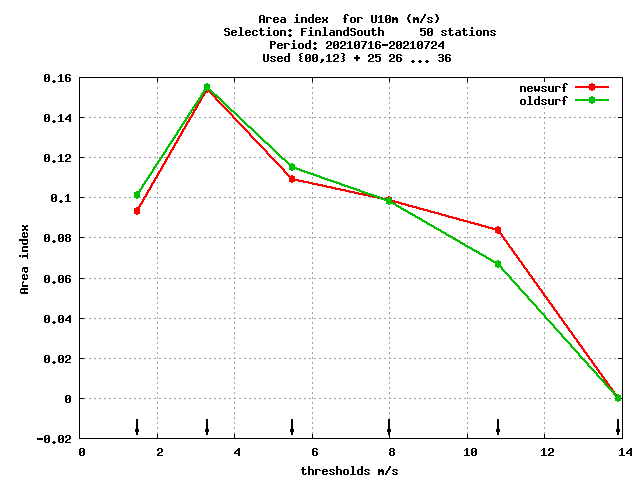 Area index  for U10m (m/s)
Selection: FinlandSouth     50 stations
Period: 20210716-20210724
Used {00,12} + 25 26 ... 36
newsurf
oldsurf
0.16
0.14
0.12
0.1
0.08
0.06
0.04
0.02
0
-0.02
Area index
0 2 4 6 8 10 12 14
thresholds m/s